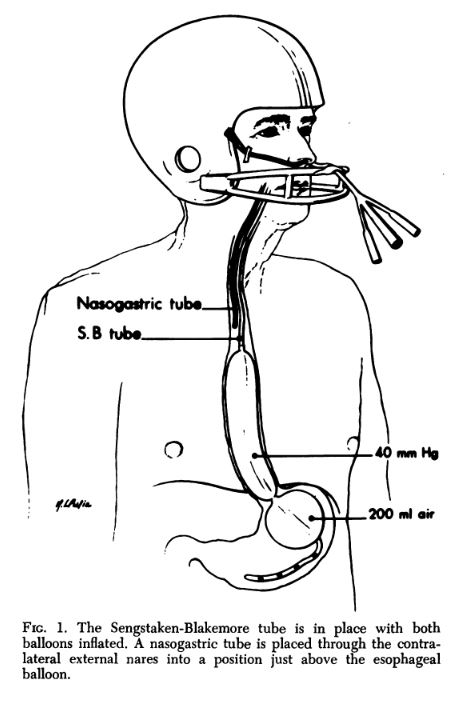 Nasogastric tube
S.B tube
40 mm Hg
200 ml air
FIG. 1. The Sengstaken-Blakemore tube is in place with both
balloons inflated. A nasogastric tube is placed through the contra-
lateral external nares into a position just above the esophageal
balloon.